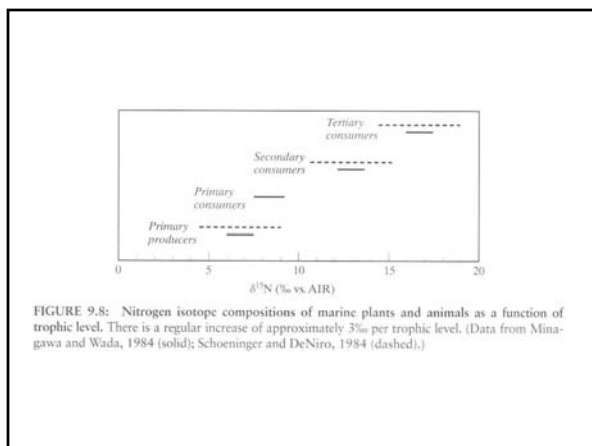 Tertiary
consumers
Secondary
consumers
Primary
consumers
Primary
producers
0 5 10 15 20
δ¹⁵N (‰ vs. AIR)
FIGURE 9.8: Nitrogen isotope compositions of marine plants and animals as a function of
trophic level. There is a regular increase of approximately 3‰ per trophic level. (Data from Mina-
gawa and Wada, 1984 (solid); Schoeninger and DeNiro, 1984 (dashed).)